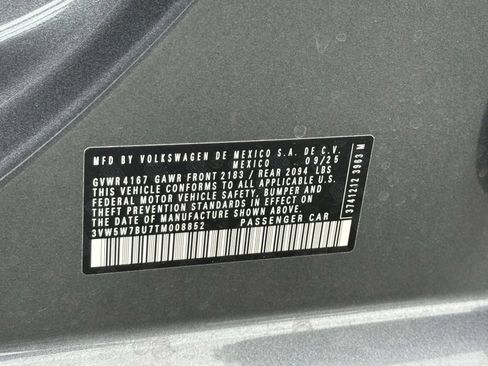 MFD BY VOLKSWAGEN DE MEXICO S.A. DE C.V.
MEXICO 09/25
GVWR 4167 GAWR FRONT 2183 / REAR 2094 LBS
THIS VEHICLE CONFORMS TO ALL APPLICABLE U.S.
FEDERAL MOTOR VEHICLE SAFETY, BUMPER, AND
THEFT PREVENTION STANDARDS IN EFFECT ON
THE DATE OF MANUFACTURE SHOWN ABOVE.
3VW5W7BU7TM008852 PASSENGER CAR
3741212 3963 M